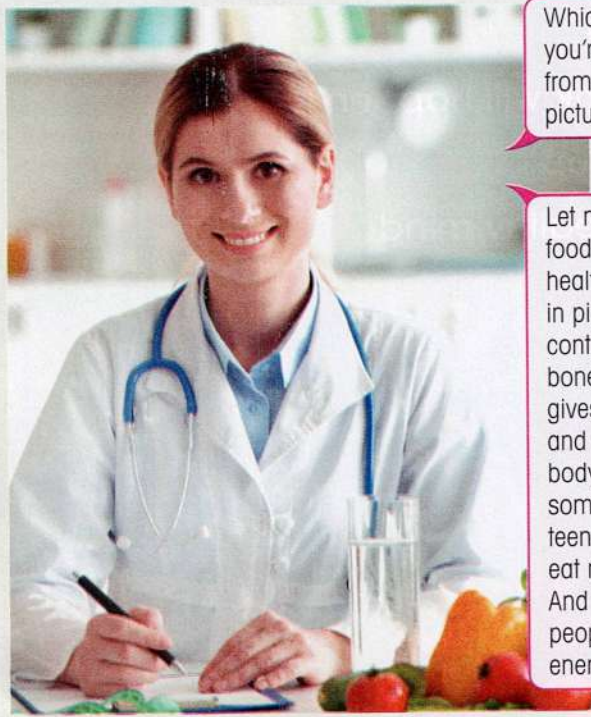 Whic
you'r
from
pictu
Let m
food
healt
in pi
cont
bone
gives
and
body
som
teen
eat m
And
peop
ener